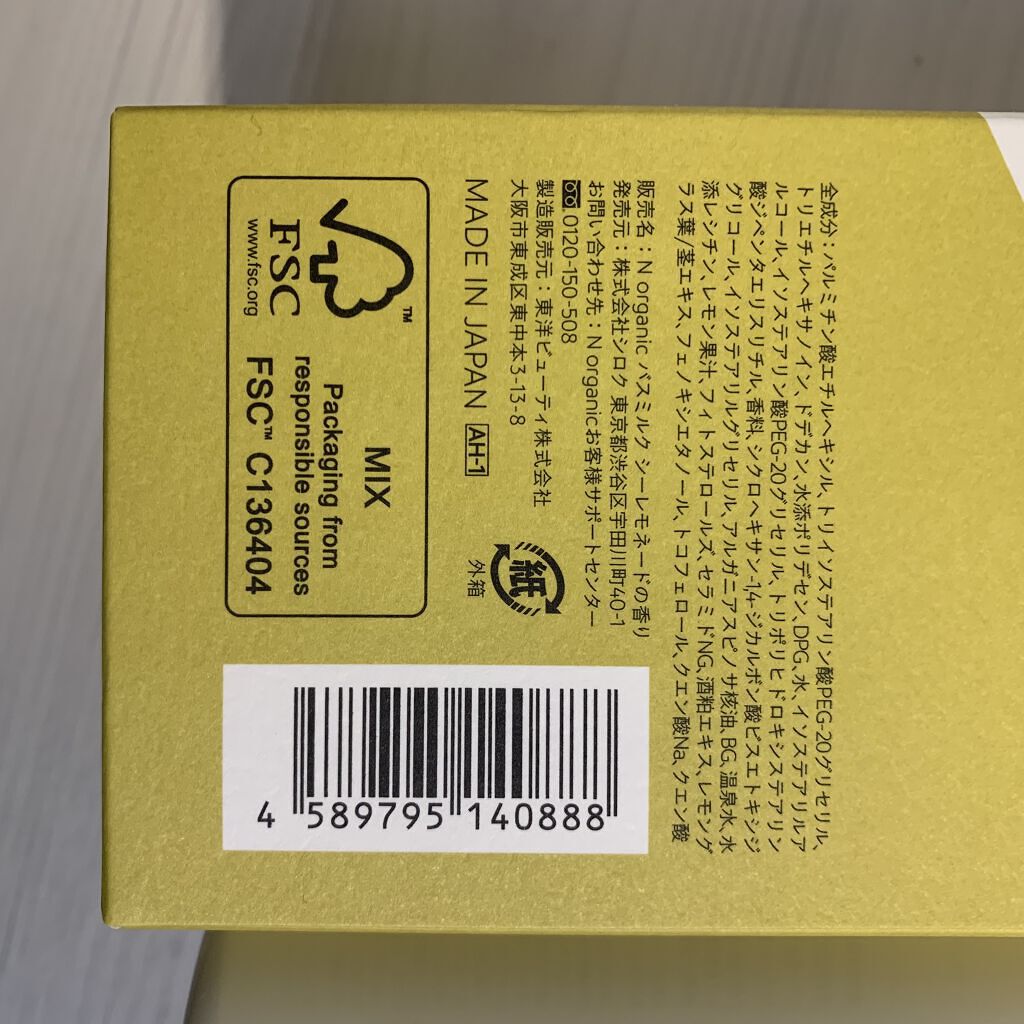 全成分：パルミチン酸エチルヘキシル、トリイソステアリン酸PEG-20グリセリル、
トリエチルヘキサノイン、ドデカン、水添ポリデセン、DPG、水、イソステアリルア
ルコール、イソステアリン酸PEG-20グリセリル、トリポリヒドロキシステアリン
酸ジペンタエリスリチル、香料、シクロヘキサン-1,4-ジカルボン酸ビスエトキシジ
グリコール、イソステアリルグリセリル、アルガニアスピノサ核油、BG、温泉水、水
添レシチン、レモン果汁、フィトステロールズ、セラミドNG、酒粕エキス、レモング
ラス葉/茎エキス、フェノキシエタノール、トコフェロール、クエン酸Na、クエン酸
販売名：N organic バスミルク シーレモネードの香り
発売元：株式会社シロク 東京都渋谷区宇田川町40-1
お問い合わせ先：N organicお客様サポートセンター
0120-150-508
製造販売元：東洋ビューティ株式会社
大阪市東成区東中本3-13-8
MADE IN JAPAN AH-1
紙
外箱
™
FSC
www.fsc.org
MIX
Packaging from
responsible sources
FSC™ C136404
4 589795 140888